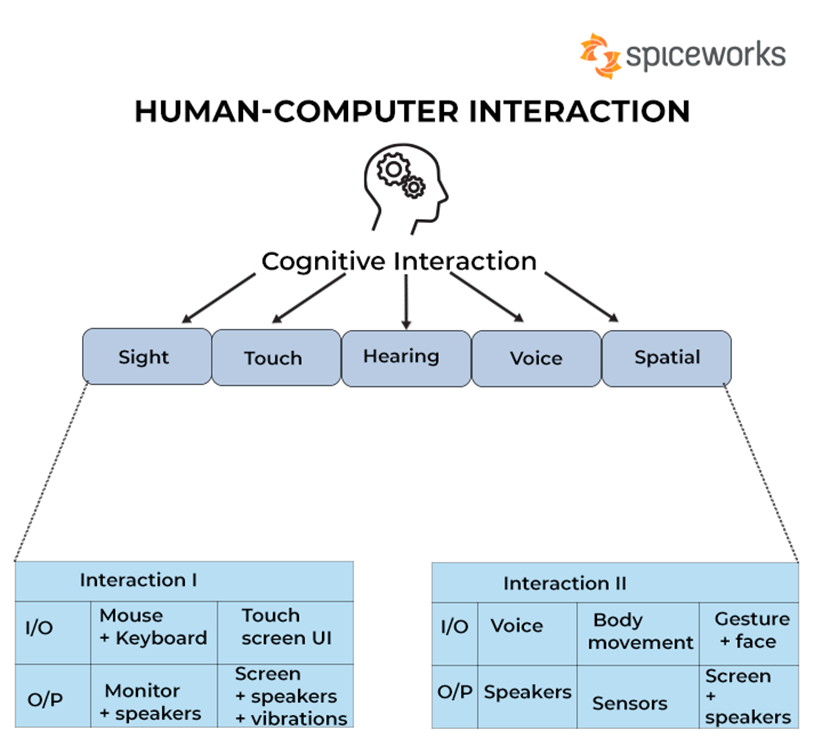 spiceworks
HUMAN-COMPUTER INTERACTION
Cognitive Interaction
Sight
Touch
Hearing
Voice
Spatial
Interaction I
I/O
Mouse
+ Keyboard
Touch
screen UI
O/P
Monitor
+ speakers
Screen
+ speakers
+ vibrations
Interaction II
I/O
Voice
Body
movement
Gesture
+ face
O/P
Speakers
Sensors
Screen
+
speakers